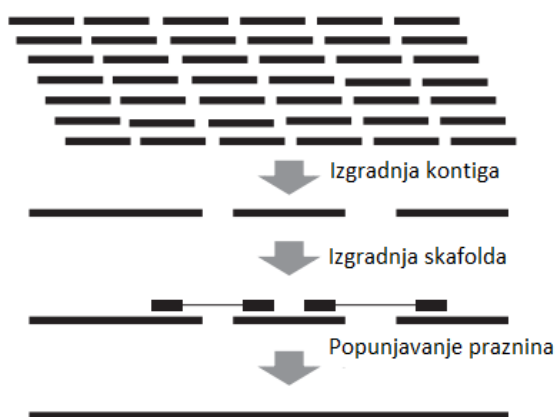 Izgradnja kontiga
Izgradnja skafolda
Popunjavanje praznina